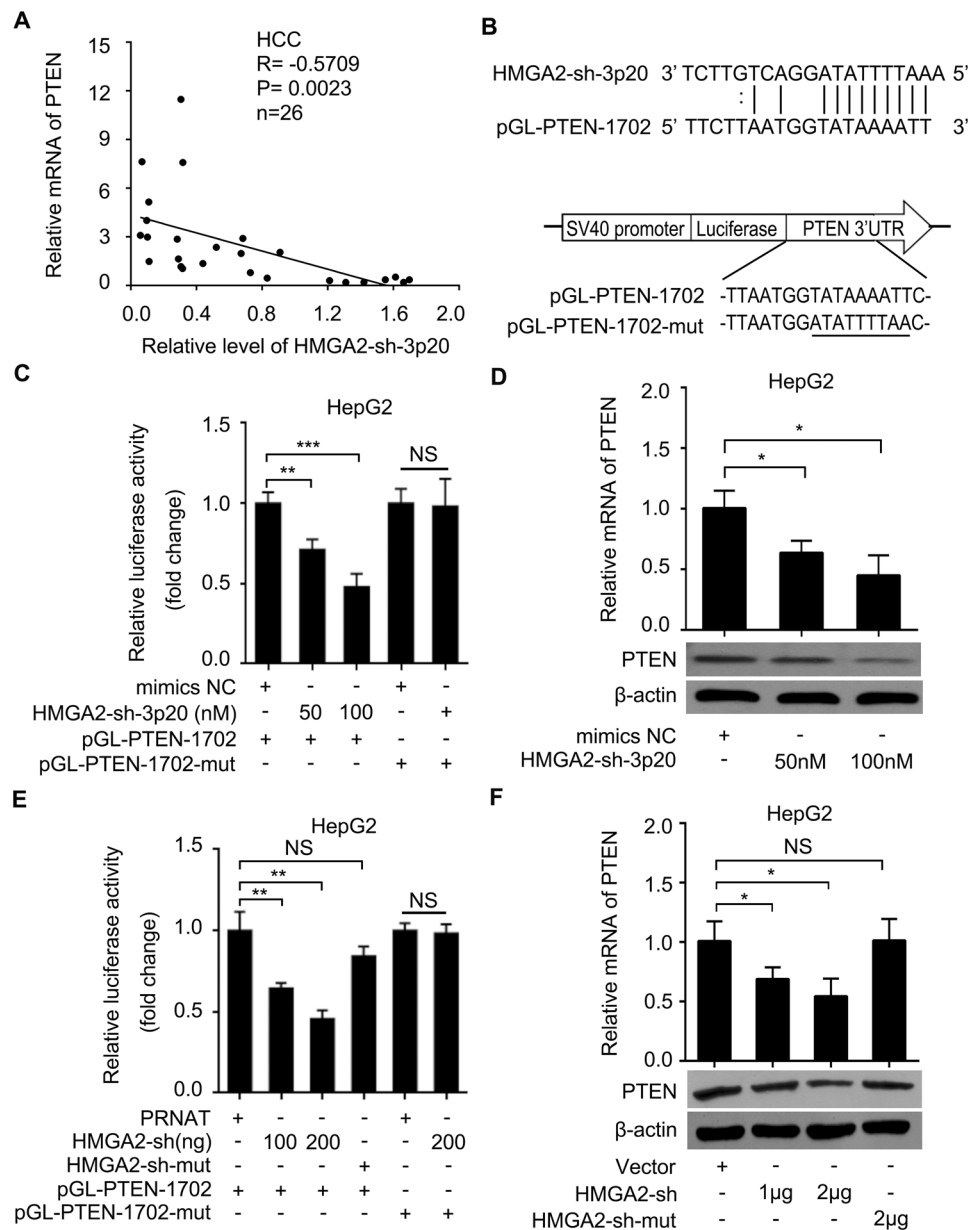 A
HCC
R= -0.5709
P= 0.0023
n=26
Relative mRNA of PTEN
15
12
9
6
3
0
0.0 0.4 0.8 1.2 1.6 2.0
Relative level of HMGA2-sh-3p20
B
HMGA2-sh-3p20 3’ TCTTGTCAGGATATTTTAAA 5’
pGL-PTEN-1702 5’ TTCTTAATGGTATAAAATT 3’
SV40 promoter Luciferase PTEN 3’UTR
pGL-PTEN-1702 -TTAATGGTATAAAATTC-
pGL-PTEN-1702-mut -TTAATGGATATTTTAAC-
C
HepG2
Relative luciferase activity
(fold change)
1.5
1.0
0.5
0.0
***
**
NS
mimics NC + - - + -
HMGA2-sh-3p20 (nM) - 50 100 - +
pGL-PTEN-1702 + + + - -
pGL-PTEN-1702-mut - - - + +
D
HepG2
Relative mRNA of PTEN
2.0
1.5
1.0
0.5
0.0
*
*
PTEN
β-actin
mimics NC + - -
HMGA2-sh-3p20 - 50nM 100nM
E
HepG2
Relative luciferase activity
(fold change)
1.5
1.0
0.5
0.0
NS
**
**
NS
PRNAT + - - - + -
HMGA2-sh(ng) - 100 200 - - 200
HMGA2-sh-mut - - - + - -
pGL-PTEN-1702 + + + + - -
pGL-PTEN-1702-mut - - - - + +
F
HepG2
Relative mRNA of PTEN
2.0
1.5
1.0
0.5
0.0
NS
*
*
PTEN
β-actin
Vector + - - -
HMGA2-sh - 1μg 2μg -
HMGA2-sh-mut - - - 2μg